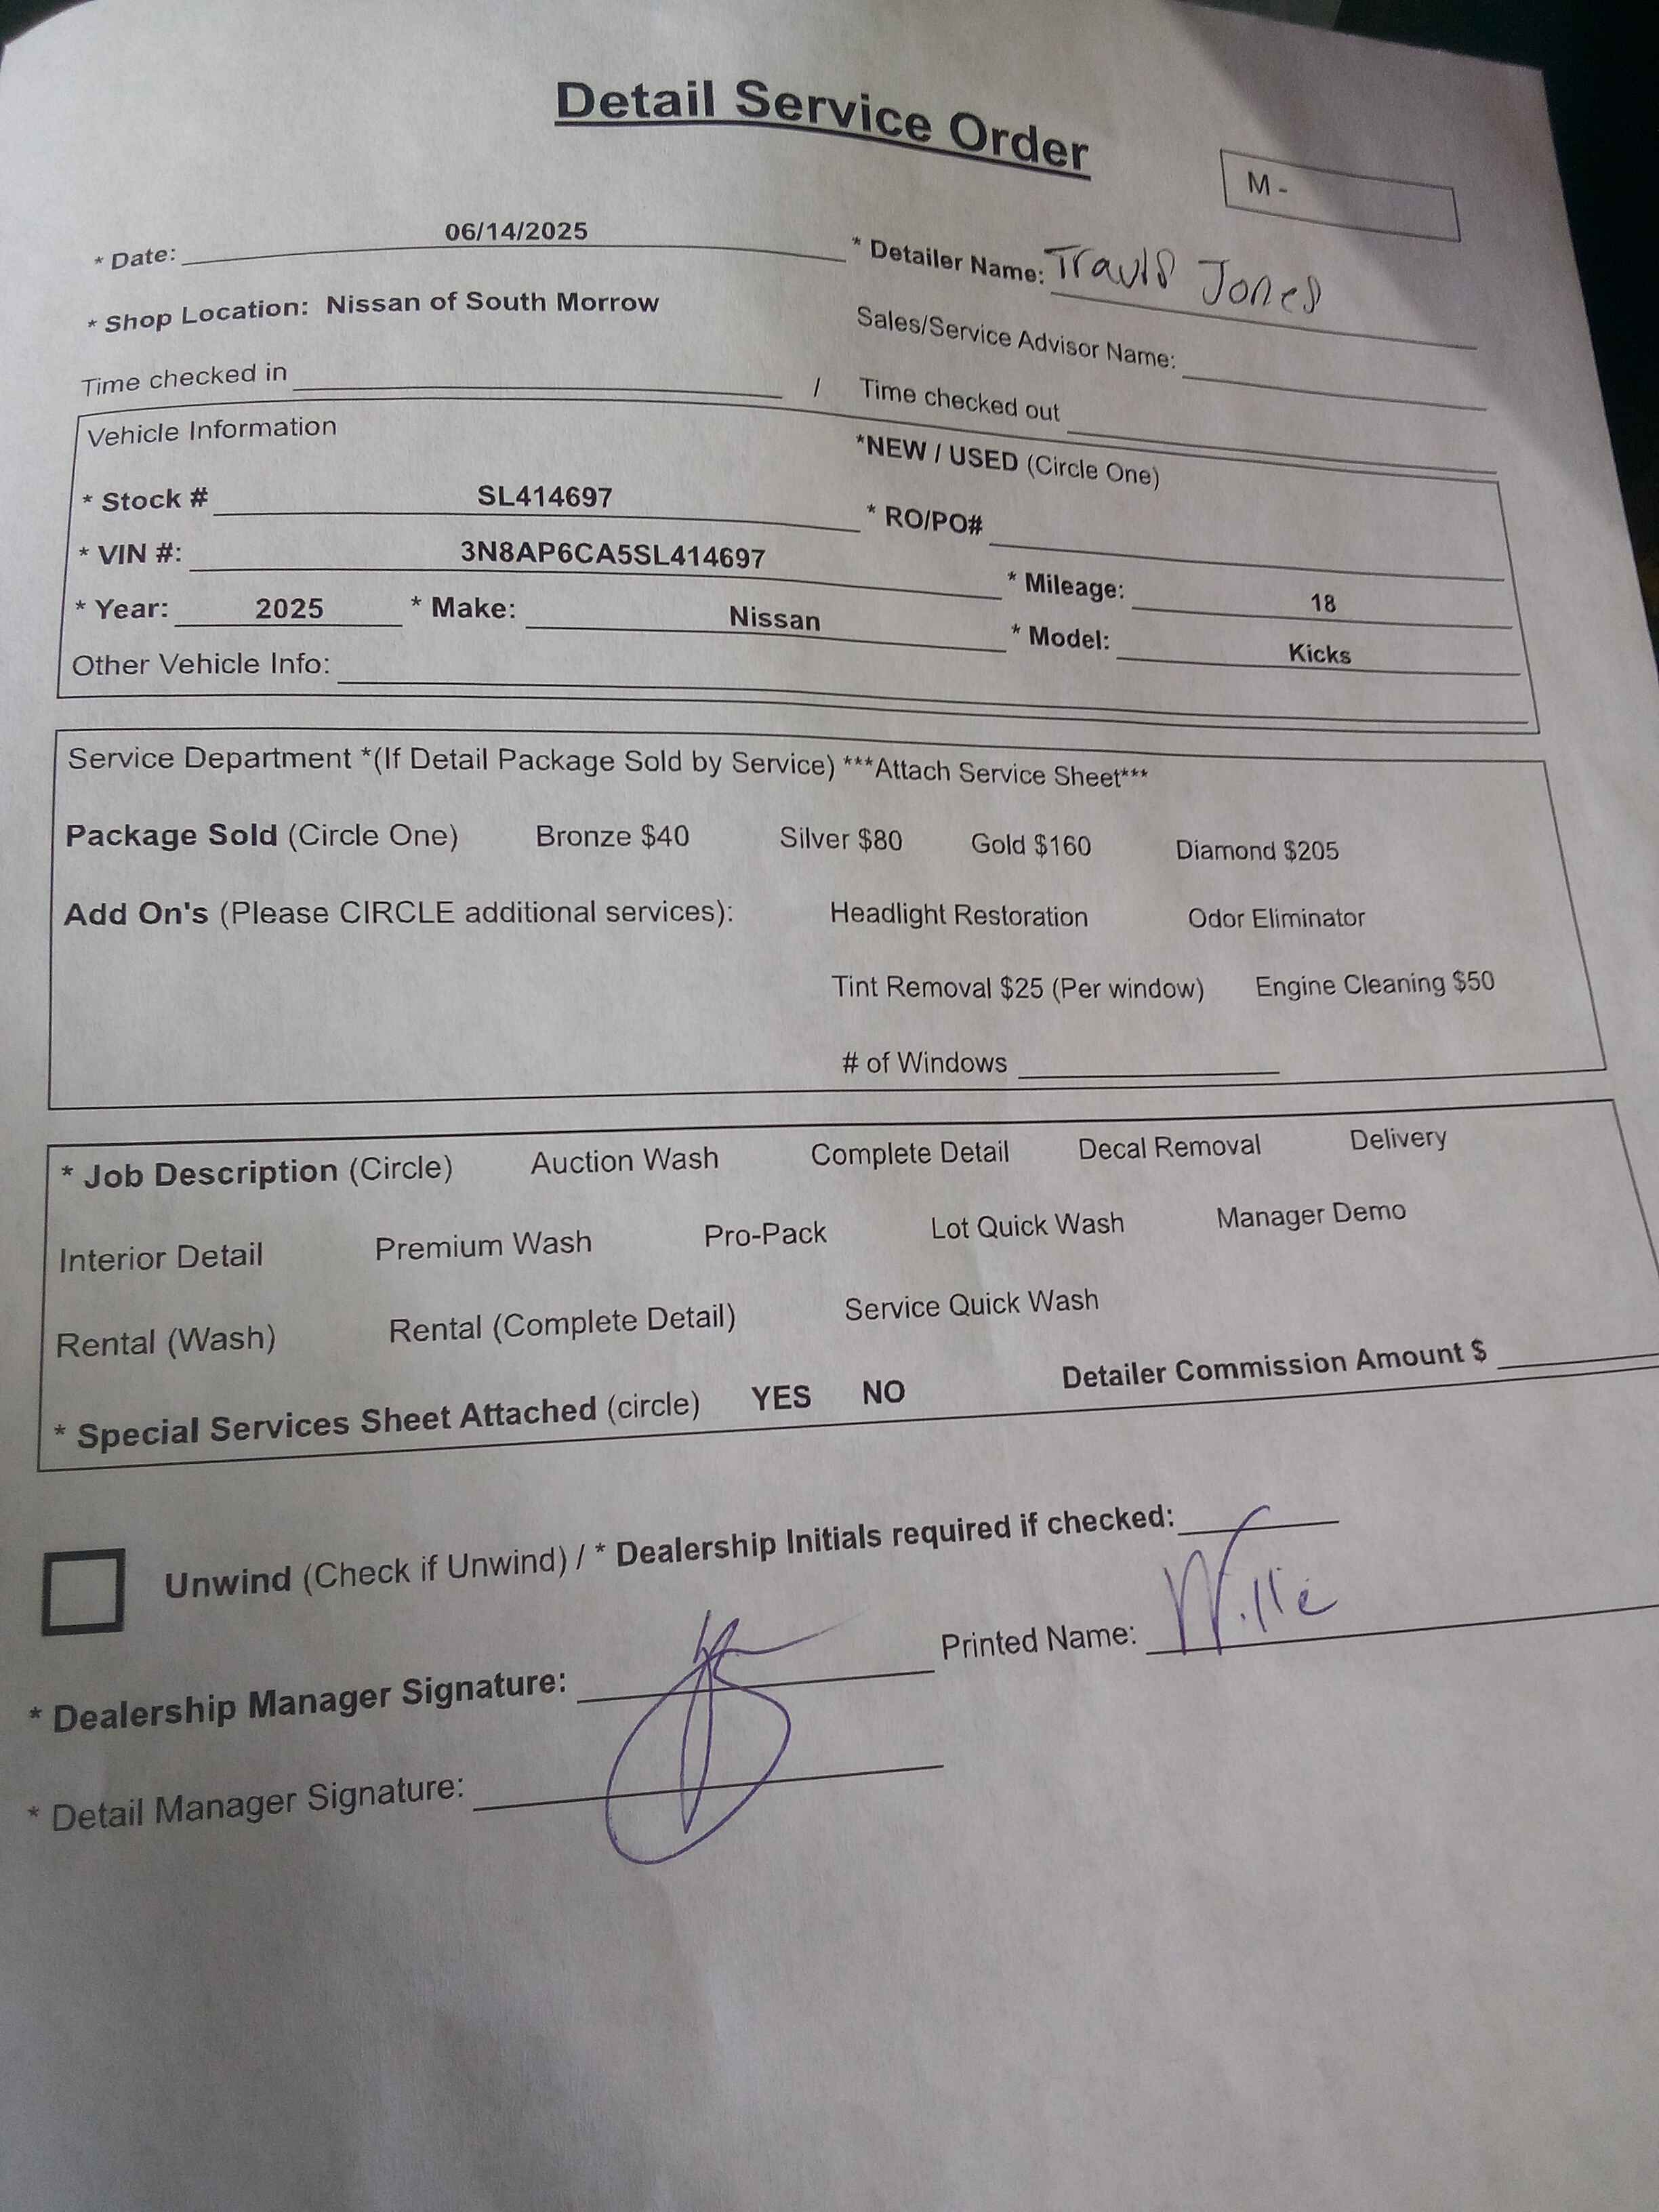 Detail Service Order
M -
* Date: 06/14/2025 * Detailer Name: Travis Jones
* Shop Location: Nissan of South Morrow Sales/Service Advisor Name:
Time checked in / Time checked out
Vehicle Information *NEW / USED (Circle One)
* Stock # SL414697 * RO/PO#
* VIN #: 3N8AP6CA5SL414697 * Mileage: 18
* Year: 2025 * Make: Nissan * Model: Kicks
Other Vehicle Info:
Service Department *(If Detail Package Sold by Service) ***Attach Service Sheet***
Package Sold (Circle One) Bronze $40 Silver $80 Gold $160 Diamond $205
Add On's (Please CIRCLE additional services): Headlight Restoration Odor Eliminator
Tint Removal $25 (Per window) Engine Cleaning $50
# of Windows
* Job Description (Circle) Auction Wash Complete Detail Decal Removal Delivery
Interior Detail Premium Wash Pro-Pack Lot Quick Wash Manager Demo
Rental (Wash) Rental (Complete Detail) Service Quick Wash
* Special Services Sheet Attached (circle) YES NO Detailer Commission Amount $
Unwind (Check if Unwind) / * Dealership Initials required if checked:
* Dealership Manager Signature: Printed Name: Willie
* Detail Manager Signature: